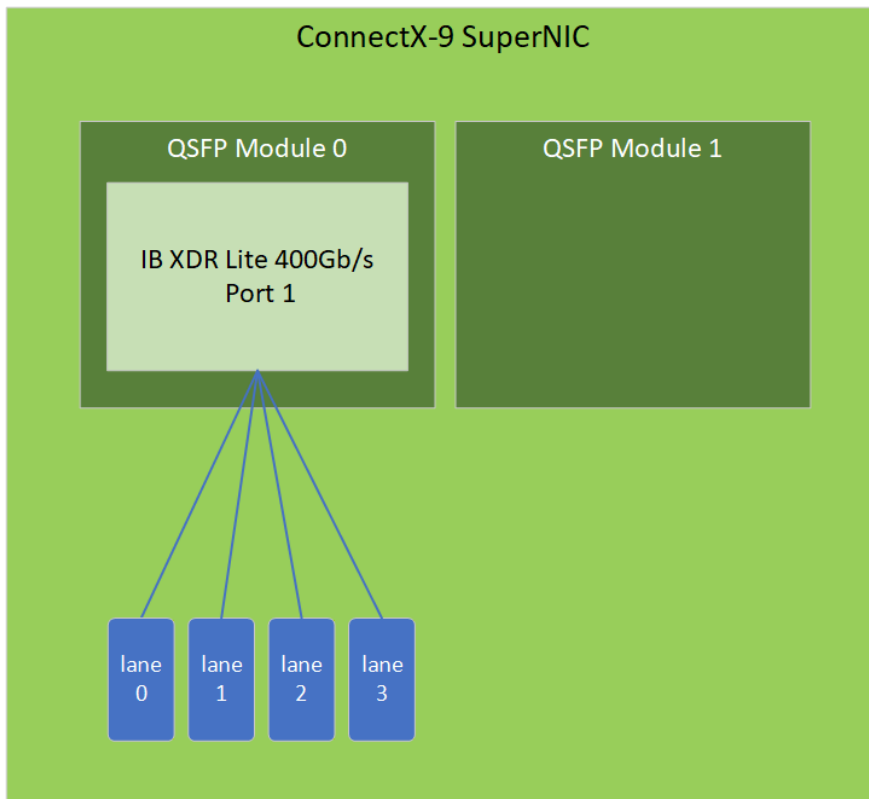 ConnectX-9 SuperNIC
QSFP Module 0
QSFP Module 1
IB XDR Lite 400Gb/s
Port 1
lane
0
lane
1
lane
2
lane
3